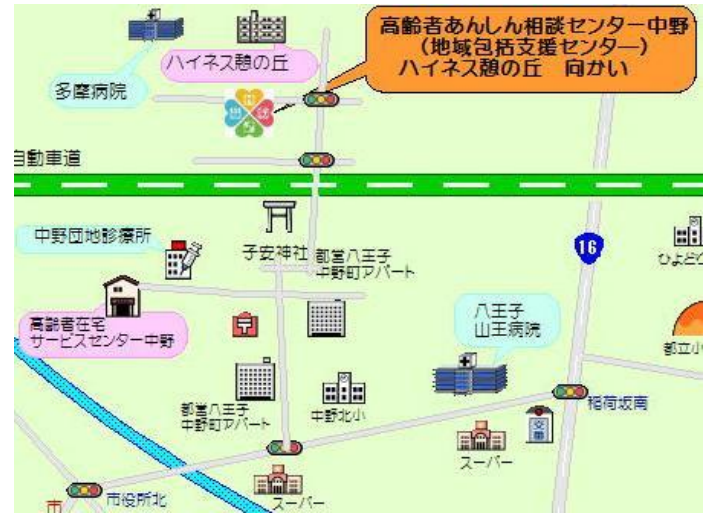 高齢者あんしん相談センター中野
(地域包括支援センター)
ハイネス憩の丘 向かい
ハイネス憩の丘
多摩病院
自動車道
中野団地診療所
子安神社
都営八王子
中野町アパート
16
ひよど
高齢者在宅
サービスセンター中野
八王子
山王病院
都立小
都営八王子
中野町アパート
中野北小
稲荷坂南
交番
スーパー
市役所北
スーパー
市